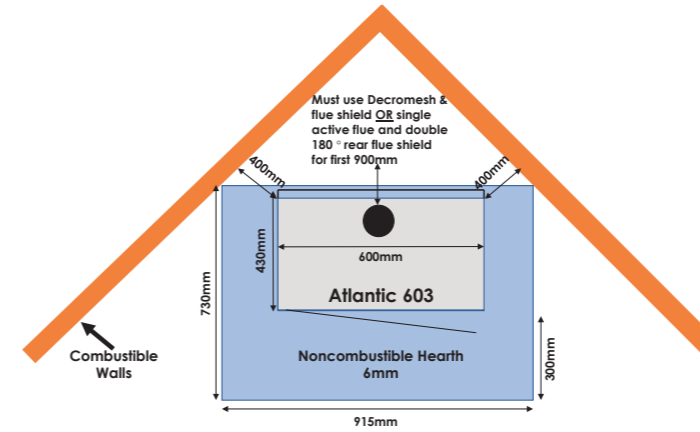 Must use Decromesh &
flue shield OR single
active flue and double
180 ° rear flue shield
for first 900mm
400mm
400mm
430mm
600mm
730mm
Atlantic 603
Combustible
Walls
Noncombustible Hearth
6mm
300mm
915mm